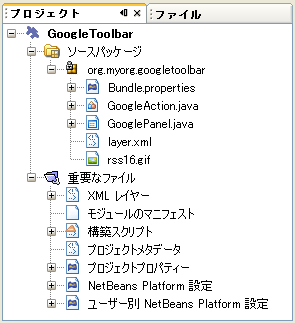 プロジェクト
ファイル
GoogleToolbar
ソースパッケージ
org.myorg.googletoolbar
Bundle.properties
GoogleAction.java
GooglePanel.java
layer.xml
rss16.gif
重要なファイル
XML レイヤー
モジュールのマニフェスト
構築スクリプト
プロジェクトメタデータ
プロジェクトプロパティー
NetBeans Platform 設定
ユーザー別 NetBeans Platform 設定